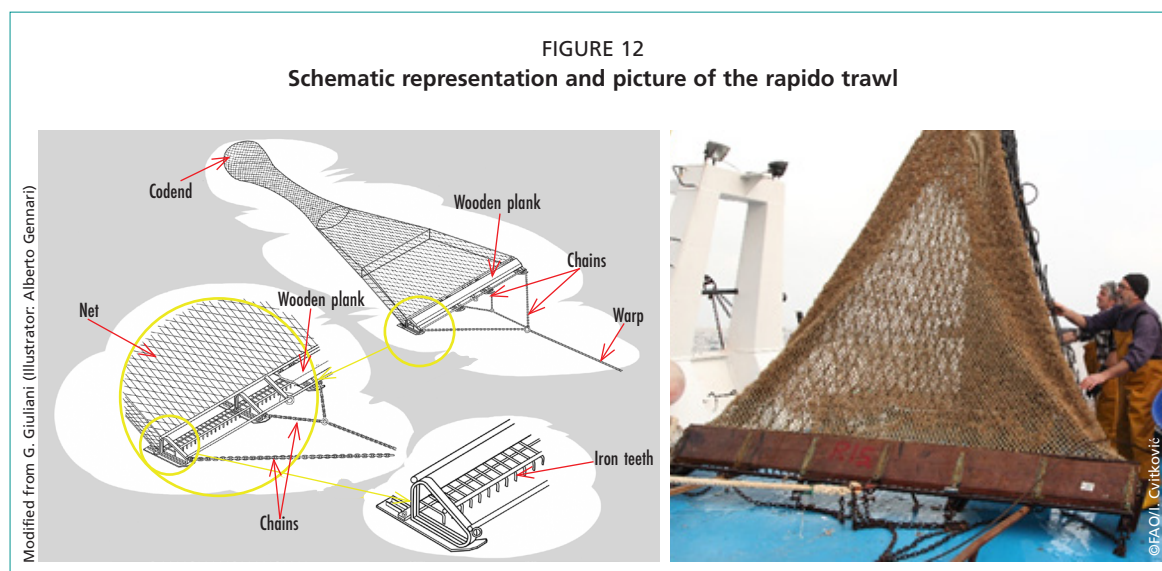 FIGURE 12
Schematic representation and picture of the rapido trawl
Modified from G. Giuliani (Illustrator. Alberto Gennari)
Codend
Wooden plank
Chains
Warp
Net
Wooden plank
Chains
Iron teeth
©FAO/I. Cvitković